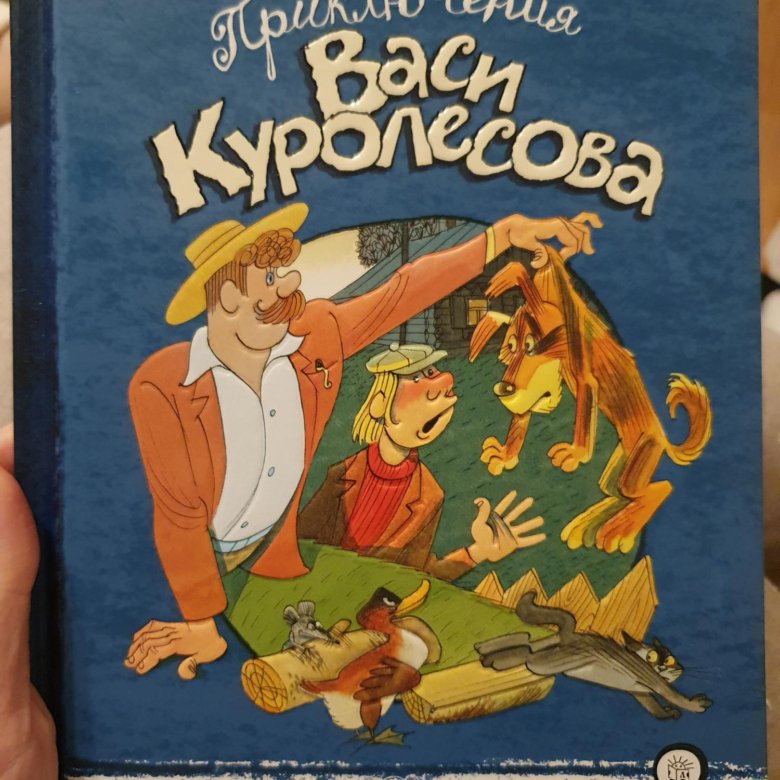 Приключения
Васи
Куролесова